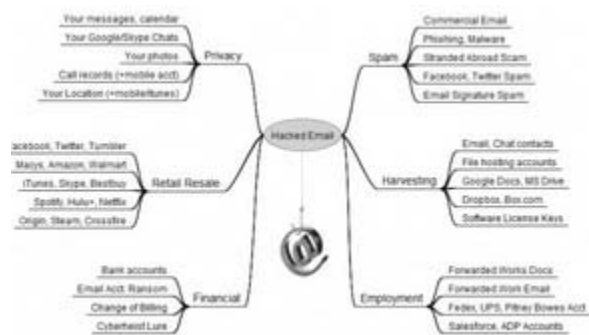 Hacked Email
Privacy
Your messages, calendar
Your Google/Skype Chats
Your photos
Call records (+mobile acct)
Your Location (+mobile/itunes)
Retail Resale
acebook, Twitter, Tumbler
Macys, Amazon, Walmart
iTunes, Skype, Bestbuy
Spotify, Hulu+, Netflix
Origin, Steam, Crossfire
Financial
Bank accounts
Email Acct. Ransom
Change of Billing
Cyberheist Lure
Spam
Commercial Email
Phishing, Malware
Stranded Abroad Scam
Facebook, Twitter Spam
Email Signature Spam
Harvesting
Email, Chat contacts
File hosting accounts
Google Docs, MS Drive
Dropbox, Box.com
Software License Keys
Employment
Forwarded Works Docs
Forwarded Work Email
Fedex, UPS, Pitney Bowes Acct
Salesforce, ADP Accounts
@